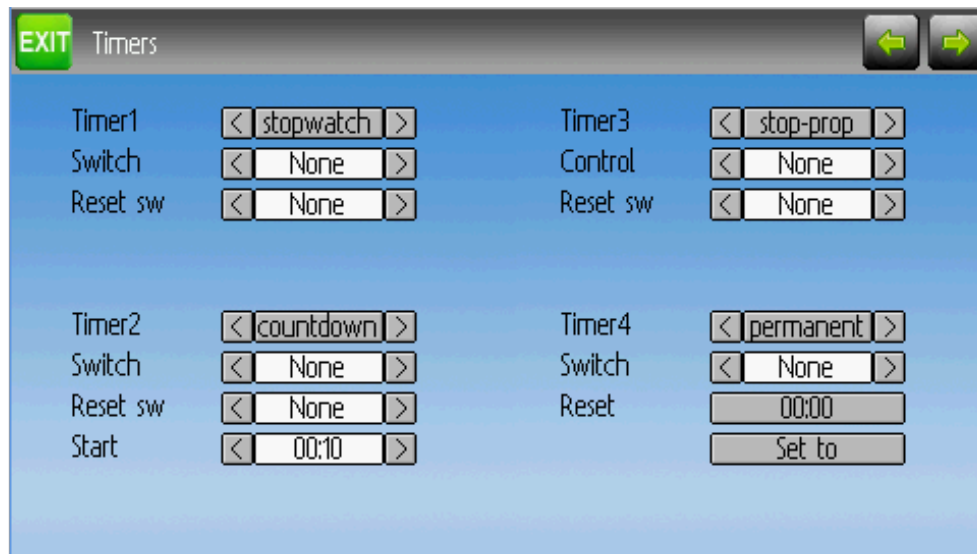 EXIT Timers
Timer1 < stopwatch >
Switch < None >
Reset sw < None >
Timer3 < stop-prop >
Control < None >
Reset sw < None >
Timer2 < countdown >
Switch < None >
Reset sw < None >
Start < 00:10 >
Timer4 < permanent >
Switch < None >
Reset 00:00
Set to